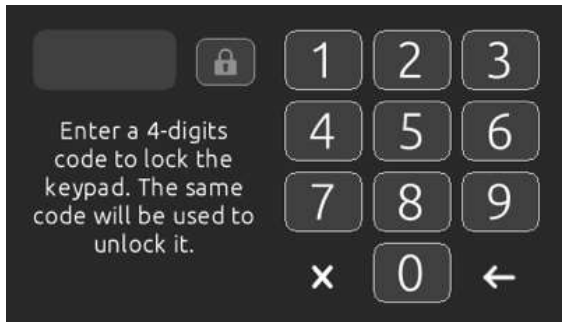 1 2 3
Enter a 4-digits
code to lock the
keypad. The same
code will be used to
unlock it.
4 5 6
7 8 9
x 0 ←